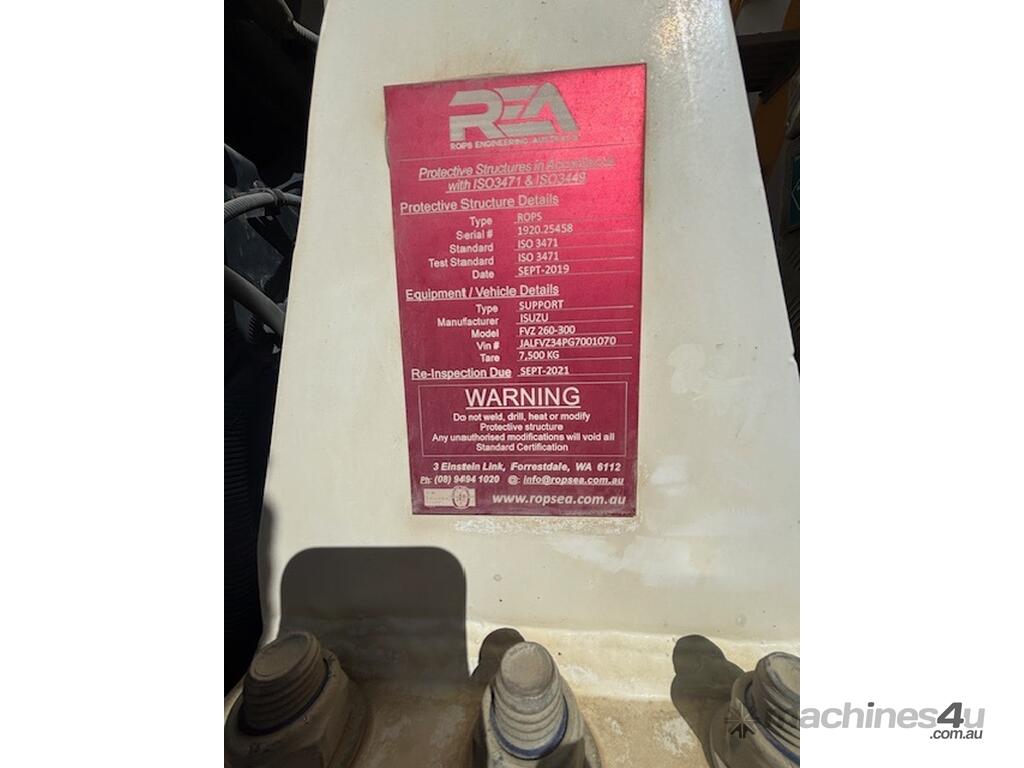 REA
ROPS ENGINEERING AUSTRALIA
Protective Structures in Accordance
with ISO3471 & ISO3449
Protective Structure Details
Type ROPS
Serial # 1920.25458
Standard ISO 3471
Test Standard ISO 3471
Date SEPT-2019
Equipment / Vehicle Details
Type SUPPORT
Manufacturer ISUZU
Model FVZ 260-300
Vin # JALFVZ34PG7001070
Tare 7,500 KG
Re-Inspection Due SEPT-2021
WARNING
Do not weld, drill, heat or modify
Protective structure
Any unauthorised modifications will void all
Standard Certification
3 Einstein Link, Forrestdale, WA 6112
Ph: (08) 9494 1020 @: info@ropsea.com.au
www.ropsea.com.au
machines4u
.com.au